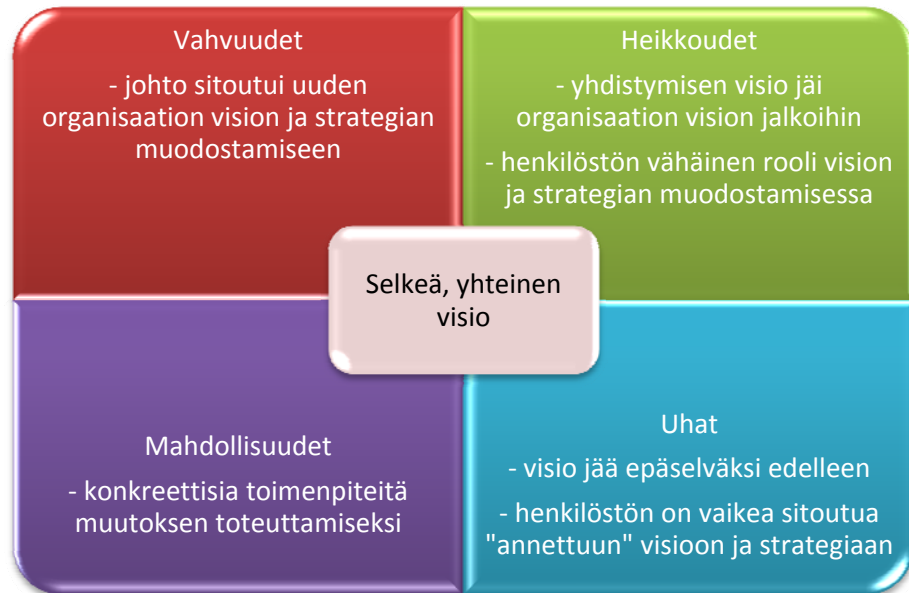 Vahvuudet
- johto sitoutui uuden
organisaation vision ja strategian
muodostamiseen
Heikkoudet
- yhdistymisen visio jäi
organisaation vision jalkoihin
- henkilöstön vähäinen rooli vision
ja strategian muodostamisessa
Selkeä, yhteinen
visio
Mahdollisuudet
- konkreettisia toimenpiteitä
muutoksen toteuttamiseksi
Uhat
- visio jää epäselväksi edelleen
- henkilöstön on vaikea sitoutua
"annettuun" visioon ja strategiaan